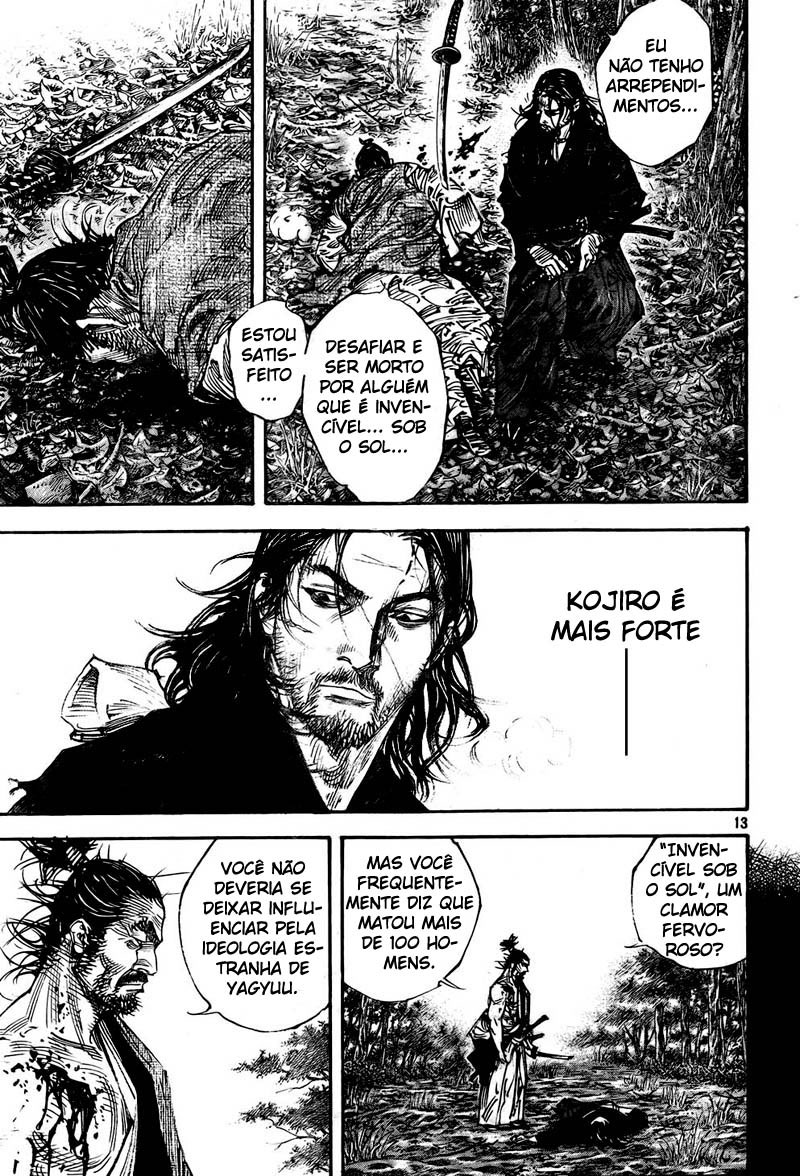 EU
NÃO TENHO
ARREPENDI-
MENTOS...
DESAFIAR E
SER MORTO
POR ALGUÉM
QUE É INVEN-
CÍVEL... SOB
O SOL...
ESTOU
SATIS-
FEITO
...
KOJIRO É
MAIS FORTE
13
"INVEN-
CÍVEL SOB
O SOL", UM
CLAMOR
FERVO-
ROSO?
MAS VOCÊ
FREQUENTE-
MENTE DIZ QUE
MATOU MAIS
DE 100 HO-
MENS.
VOCÊ NÃO
DEVERIA SE
DEIXAR INFLU-
ENCIAR PELA
IDEOLOGIA ES-
TRANHA DE
YAGYUU.